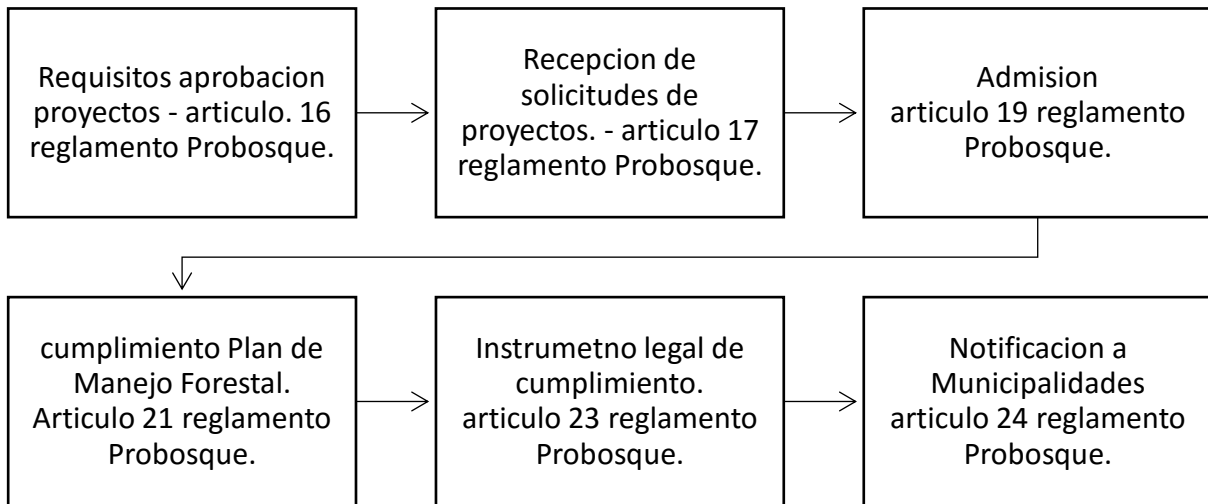 Requisitos aprobacion
proyectos - articulo. 16
reglamento Probosque.
Recepcion de
solicitudes de
proyectos. - articulo 17
reglamento Probosque.
Admision
articulo 19 reglamento
Probosque.
cumplimiento Plan de
Manejo Forestal.
Articulo 21 reglamento
Probosque.
Instrumetno legal de
cumplimiento.
articulo 23 reglamento
Probosque.
Notificacion a
Municipalidades
articulo 24 reglamento
Probosque.